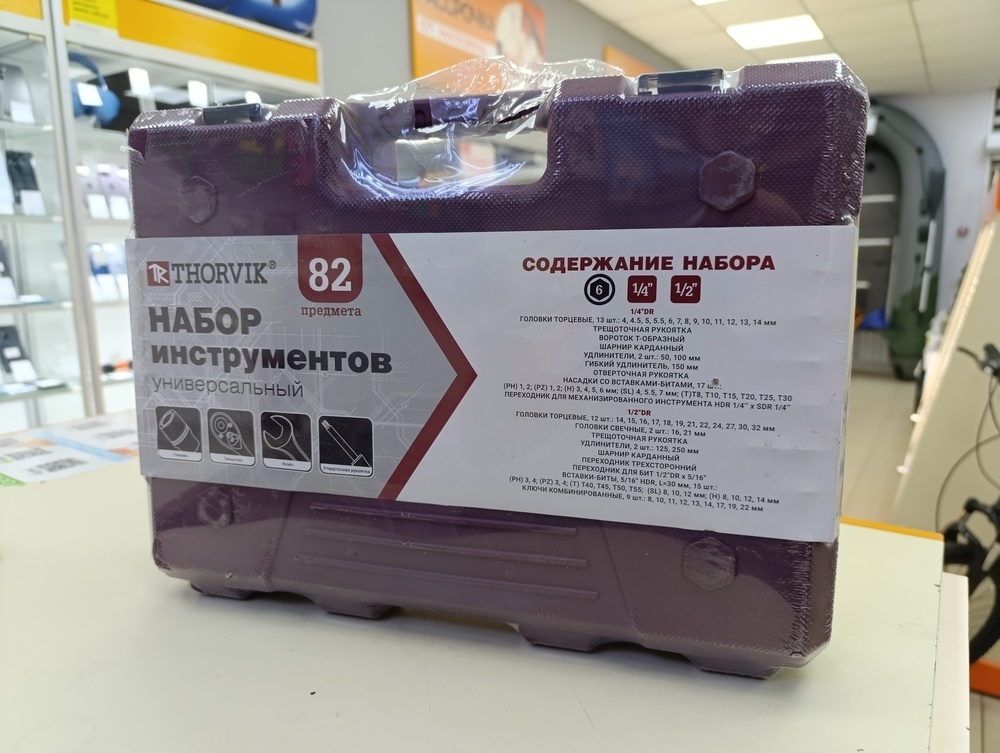 THORVIK®
82
предмета
НАБОР
инструментов
универсальный
Головки
Трещотки
Ключи
Отверточная рукоятка
СОДЕРЖАНИЕ НАБОРА
6 1/4" 1/2"
1/4"DR
ГОЛОВКИ ТОРЦЕВЫЕ, 13 шт.: 4, 4.5, 5, 5.5, 6, 7, 8, 9, 10, 11, 12, 13, 14 мм
ТРЕЩОТОЧНАЯ РУКОЯТКА
ВОРОТОК Т-ОБРАЗНЫЙ
ШАРНИР КАРДАННЫЙ
УДЛИНИТЕЛИ, 2 шт.: 50, 100 мм
ГИБКИЙ УДЛИНИТЕЛЬ, 150 мм
ОТВЕРТОЧНАЯ РУКОЯТКА
НАСАДКИ СО ВСТАВКАМИ-БИТАМИ, 17
(PH) 1, 2; (PZ) 1, 2; (H) 3, 4, 5, 6 мм; (SL) 4, 5.5, 7 мм; (T)T8, T10, T15, T20, T25, T30
ПЕРЕХОДНИК ДЛЯ МЕХАНИЗИРОВАННОГО ИНСТРУМЕНТА HDR 1/4" x SDR 1/4"
1/2"DR
ГОЛОВКИ ТОРЦЕВЫЕ, 12 шт.: 14, 15, 16, 17, 18, 19, 21, 22, 24, 27, 30, 32 мм
ГОЛОВКИ СВЕЧНЫЕ, 2 шт.: 16, 21 мм
ТРЕЩОТОЧНАЯ РУКОЯТКА
УДЛИНИТЕЛИ, 2 шт.: 125, 250 мм
ШАРНИР КАРДАННЫЙ
ПЕРЕХОДНИК ТРЕХСТОРОННИЙ
ПЕРЕХОДНИК ДЛЯ БИТ 1/2"DR x 5/16"
ВСТАВКИ-БИТЫ, 5/16" HDR, L=30 мм, 15 шт.:
(PH) 3, 4; (PZ) 3, 4; (T) T40, T45, T50, T55; (SL) 8, 10, 12 мм; (H) 8, 10, 12, 14 мм
КЛЮЧИ КОМБИНИРОВАННЫЕ, 9 шт.: 8, 10, 11, 12, 13, 14, 17, 19, 22 мм